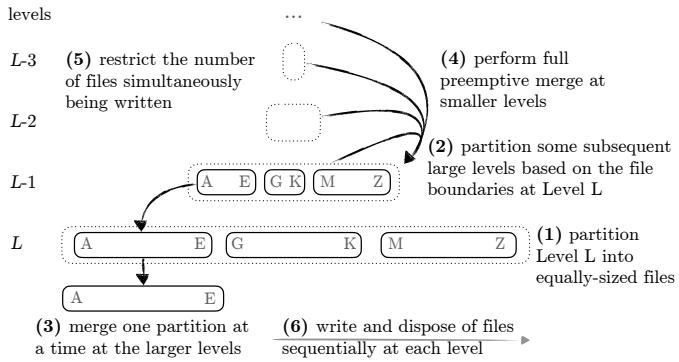 levels
...
L-3
(5) restrict the number
of files simultaneously
being written
(4) perform full
preemptive merge at
smaller levels
L-2
(2) partition some subsequent
large levels based on the file
boundaries at Level L
L-1
A E G K M Z
L
A E G K M Z
(1) partition
Level L into
equally-sized files
A E
(3) merge one partition at
a time at the larger levels
(6) write and dispose of files
sequentially at each level